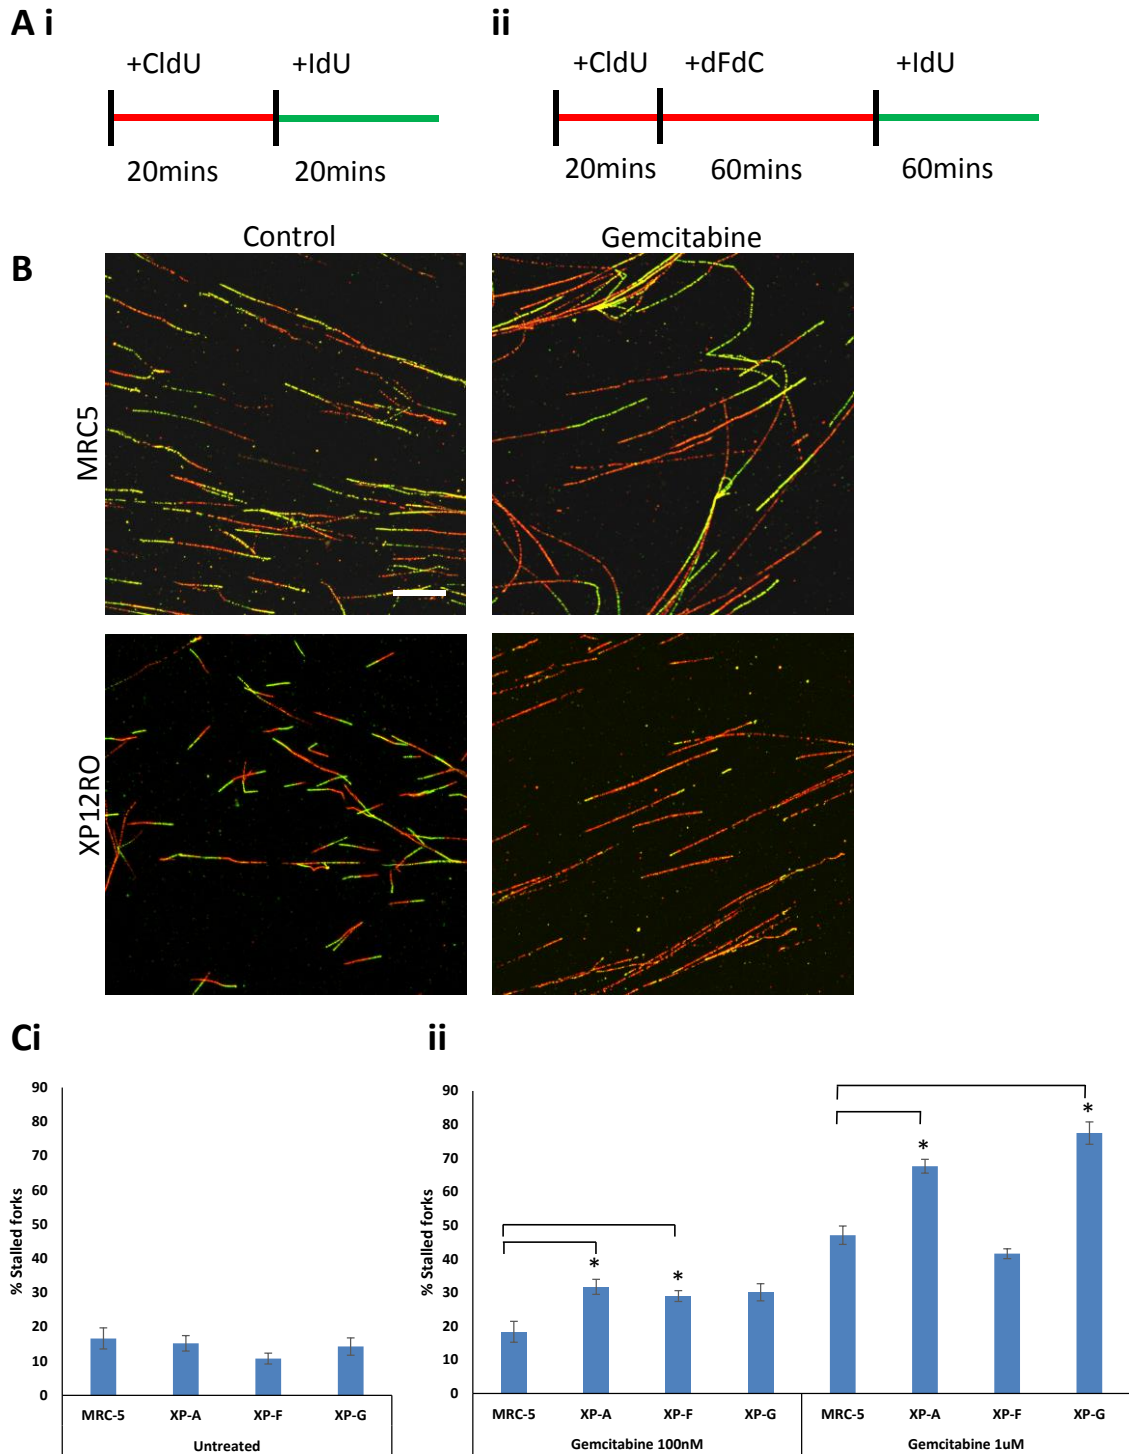 A i
+CldU +IdU
20mins 20mins
ii
+CldU +dFdC +IdU
20mins 60mins 60mins
B
Control Gemcitabine
MRC5
XP12RO
Ci
% Stalled forks
90
80
70
60
50
40
30
20
10
0
MRC-5 XP-A XP-F XP-G
Untreated
ii
% Stalled forks
90
80
70
60
50
40
30
20
10
0
* * * *
MRC-5 XP-A XP-F XP-G MRC-5 XP-A XP-F XP-G
Gemcitabine 100nM Gemcitabine 1uM